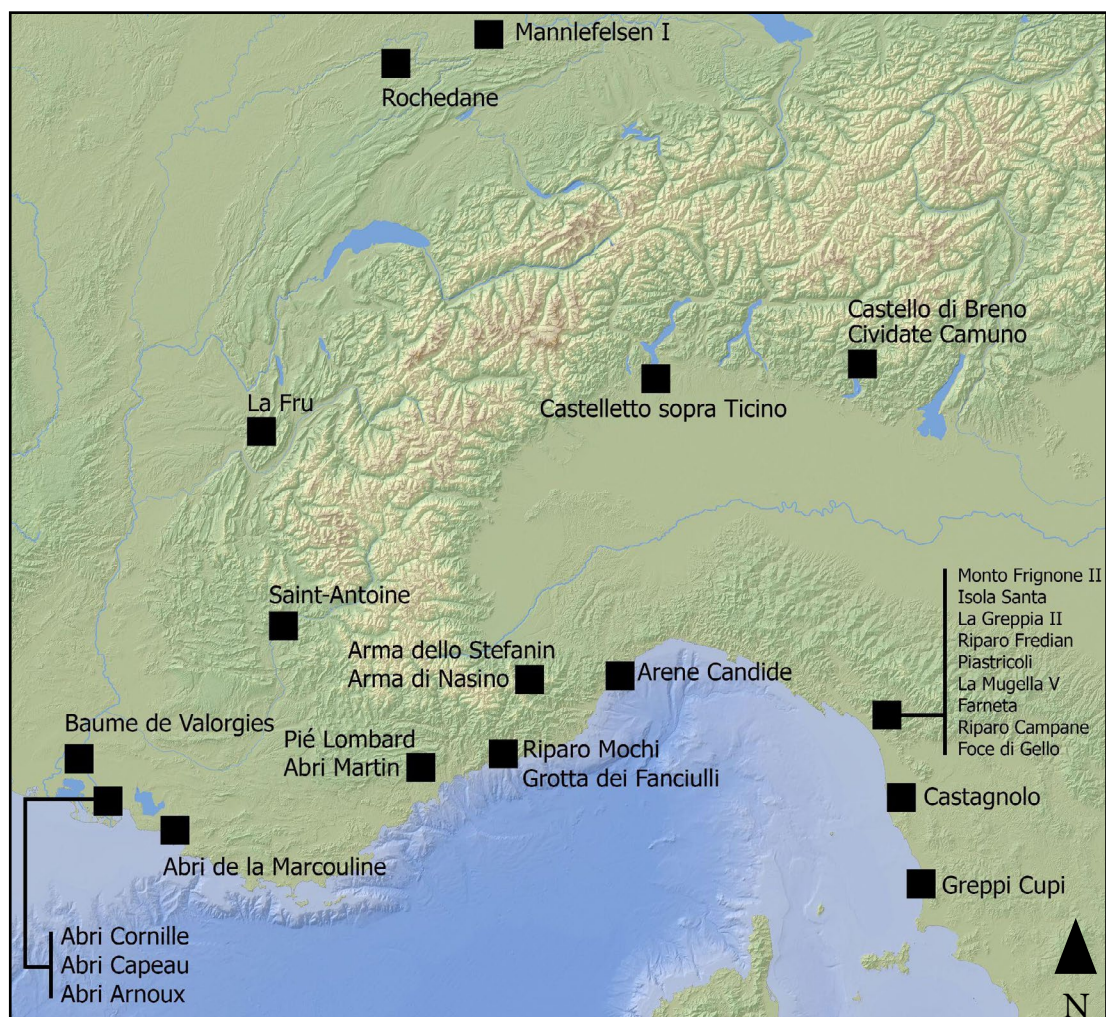 Mannlefelsen I
Rochedane
Castello di Breno
Cividate Camuno
La Fru
Castelletto sopra Ticino
Monto Frignone II
Isola Santa
La Greppia II
Riparo Fredian
Piastricoli
La Mugella V
Farneta
Riparo Campane
Foce di Gello
Saint-Antoine
Arma dello Stefanin
Arma di Nasino
Arene Candide
Baume de Valorgies
Pié Lombard
Abri Martin
Riparo Mochi
Grotta dei Fanciulli
Castagnolo
Abri de la Marcouline
Greppi Cupi
Abri Cornille
Abri Capeau
Abri Arnoux
N